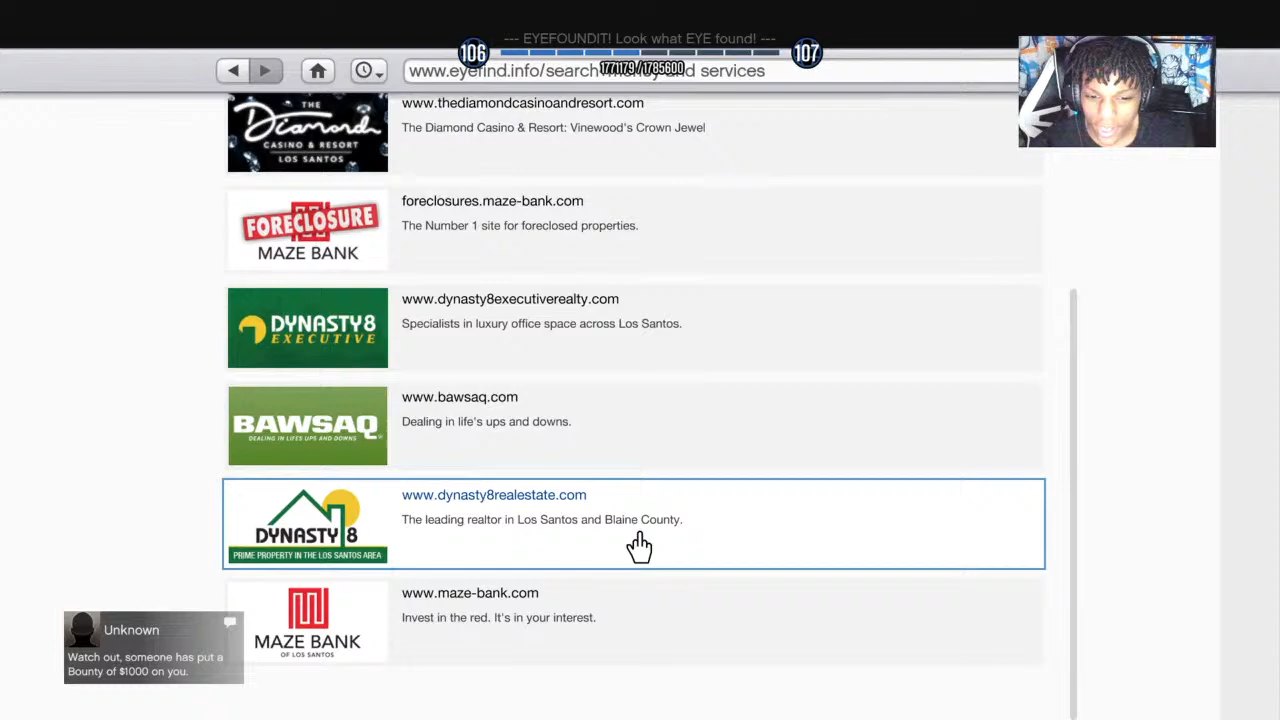 --- EYEFOUNDIT! Look what EYE found! ---
106
107
1771179/1785600
www.eyefind.info/search and services
THE
Diamond
CASINO & RESORT
LOS SANTOS
www.thediamondcasinoandresort.com
The Diamond Casino & Resort: Vinewood's Crown Jewel
FORECLOSURE
MAZE BANK
foreclosures.maze-bank.com
The Number 1 site for foreclosed properties.
DYNASTY8
EXECUTIVE
www.dynasty8executiverealty.com
Specialists in luxury office space across Los Santos.
BAWSAQ
DEALING IN LIFE'S UPS AND DOWNS
www.bawsaq.com
Dealing in life's ups and downs.
DYNASTY 8
PRIME PROPERTY IN THE LOS SANTOS AREA
www.dynasty8realestate.com
The leading realtor in Los Santos and Blaine County.
MAZE BANK
OF LOS SANTOS
www.maze-bank.com
Invest in the red. It's in your interest.
Unknown
Watch out, someone has put a
Bounty of $1000 on you.